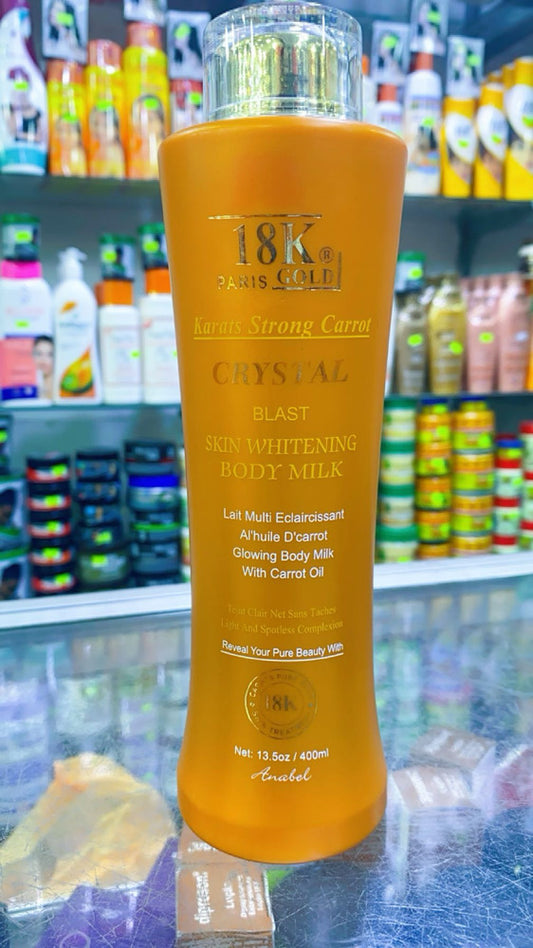 18K®
PARIS GOLD
Karats Strong Carrot
CRYSTAL
BLAST
SKIN WHITENING
BODY MILK
Lait Multi Eclaircissant
Al'huile D'carrot
Glowing Body Milk
With Carrot Oil
Teint Clair Net Sans Taches
Light And Spotless Complexion
Reveal Your Pure Beauty With
18K
Net: 13.5oz / 400ml
Anabel